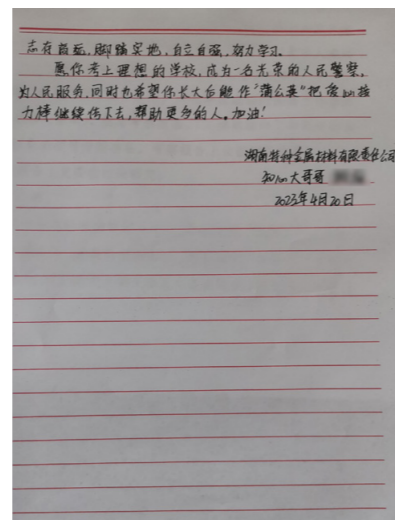 志存高远,脚踏实地,自立自强,努力学习。
愿你考上理想的学校,成为一名光荣的人民警察,
为人民服务,同时也希望你长大后能作"蒲公英"把爱心接
力棒继续传下去,帮助更多的人。加油!
湖南特种金属材料有限责任公司
大哥哥
2023年4月20日